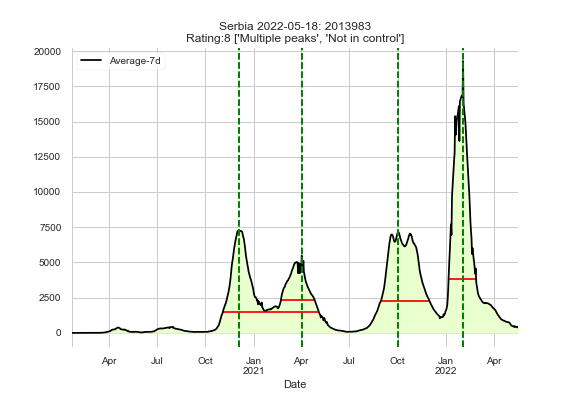 Serbia 2022-05-18: 2013983
Rating:8 ['Multiple peaks', 'Not in control']
20000
Average-7d
17500
15000
12500
10000
7500
5000
2500
0
Apr Jul Oct Jan Apr Jul Oct Jan Apr
2021 2022
Date